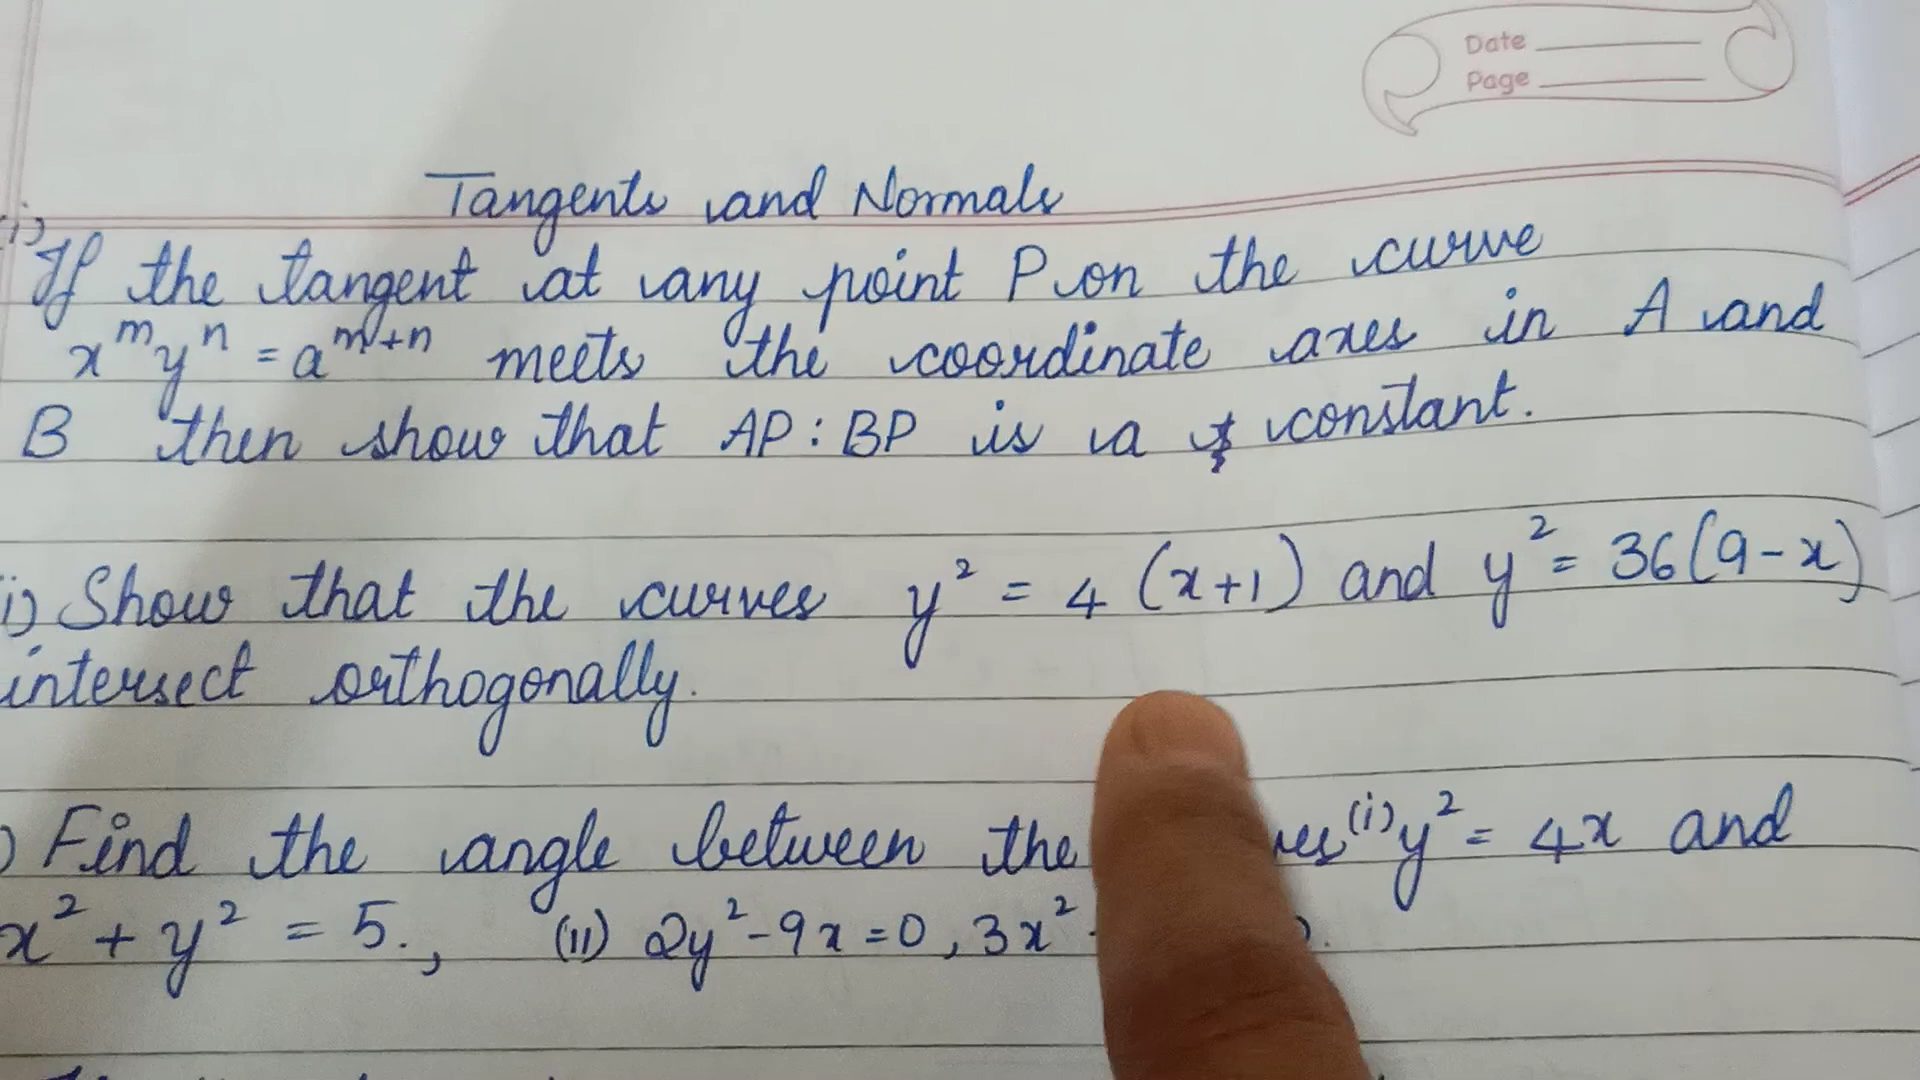 Date
Page
Tangents and Normals
i) If the tangent at any point P on the curve
x^m y^n = a^m+n meets the coordinate axes in A and
B then show that AP : BP is a constant.
i) Show that the curves y² = 4 (x+1) and y² = 36(9-x)
intersect orthogonally.
) Find the angle between the (i) y² = 4x and
x² + y² = 5., (ii) 2y² - 9x = 0, 3x²